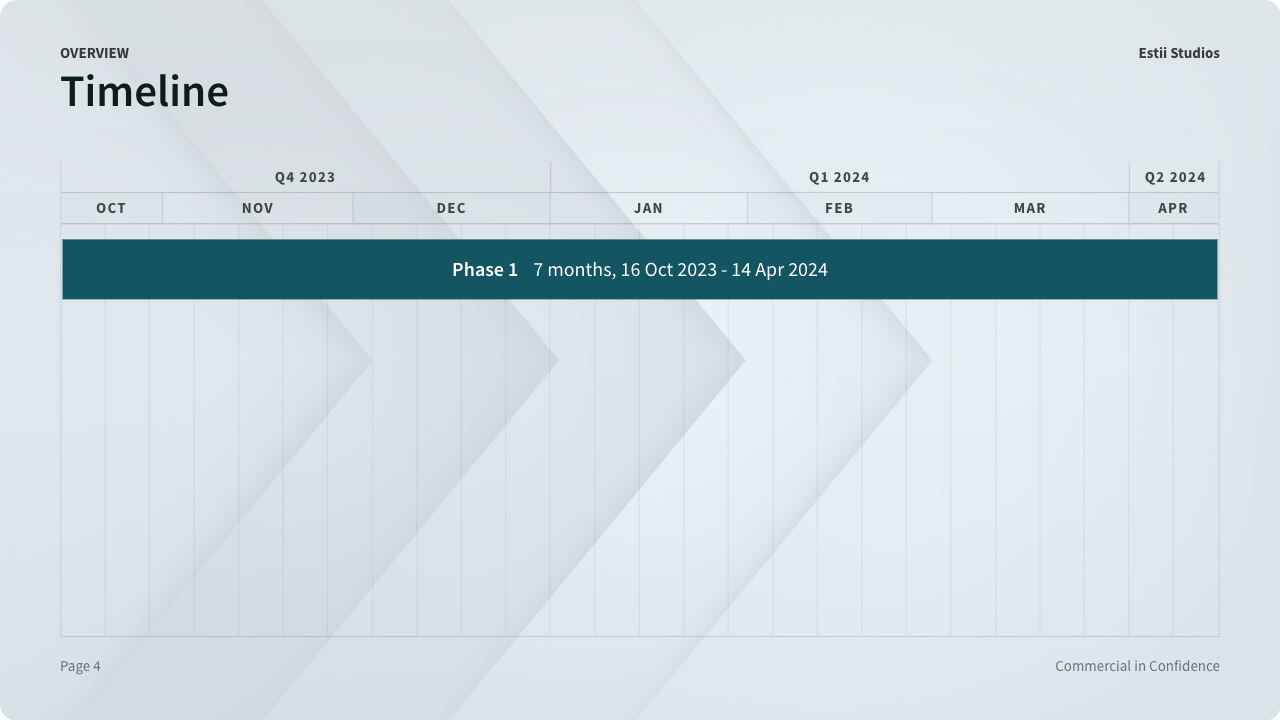 OVERVIEW
Estii Studios
Timeline
Q4 2023 Q1 2024 Q2 2024
OCT NOV DEC JAN FEB MAR APR
Phase 1 7 months, 16 Oct 2023 - 14 Apr 2024
Page 4
Commercial in Confidence